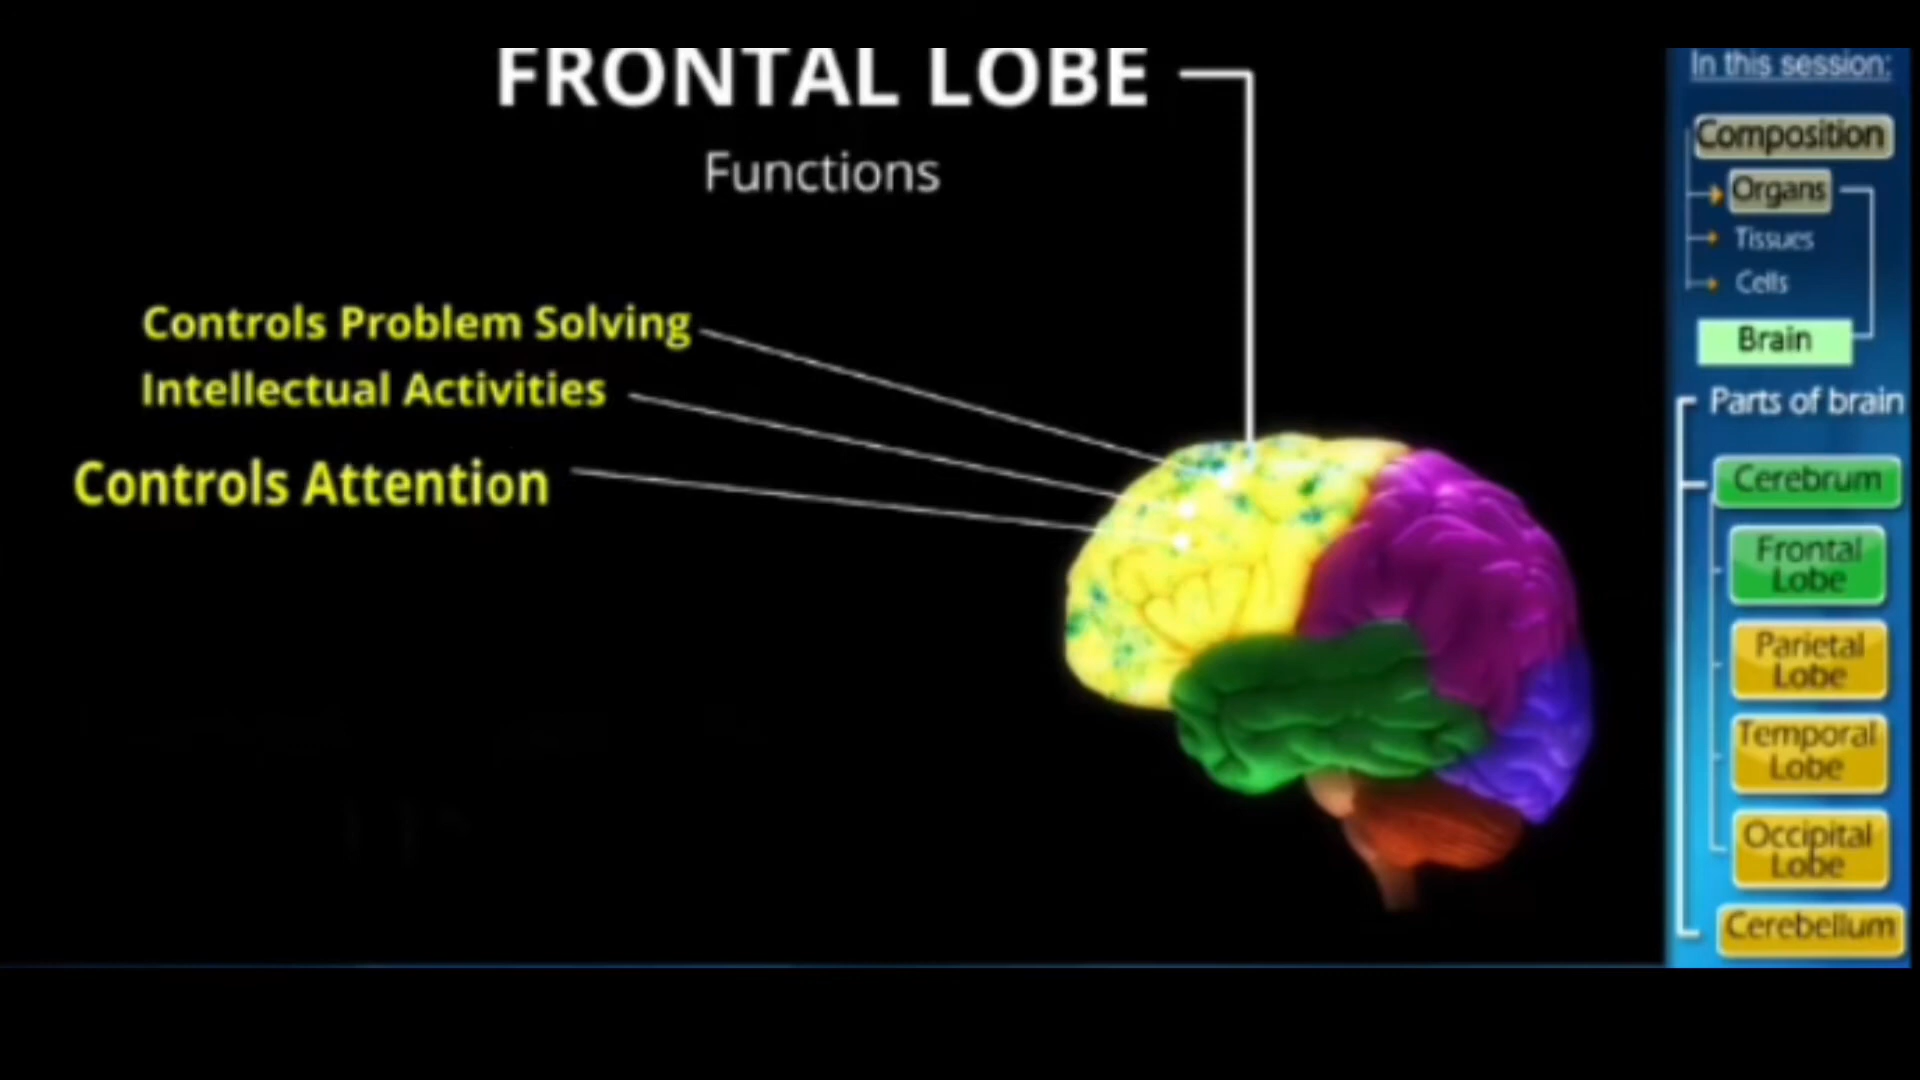 FRONTAL LOBE
Functions
Controls Problem Solving
Intellectual Activities
Controls Attention
In this session:
Composition
Organs
Tissues
Cells
Brain
Parts of brain
Cerebrum
Frontal
Lobe
Parietal
Lobe
Temporal
Lobe
Occipital
Lobe
Cerebellum